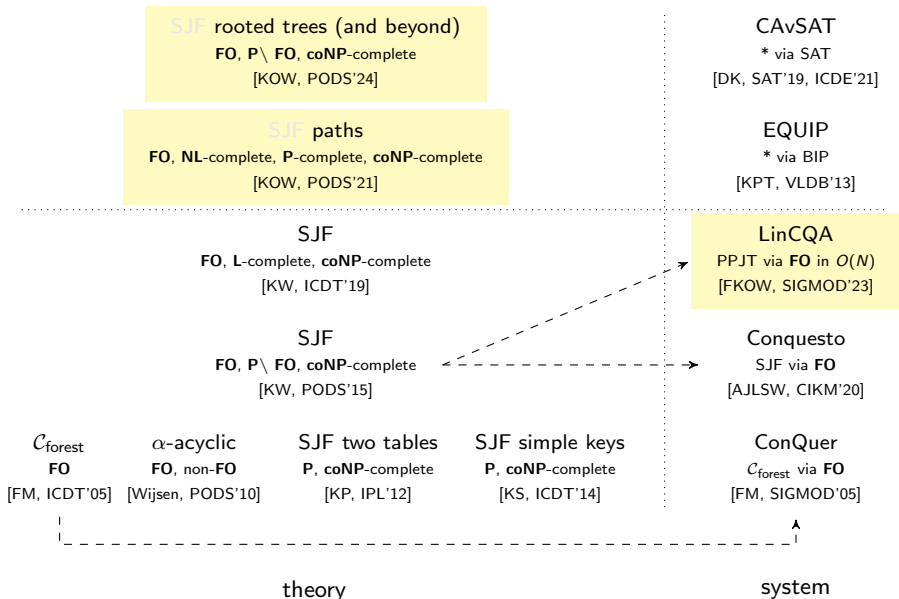 SJF rooted trees (and beyond)
FO, P\ FO, coNP-complete
[KOW, PODS'24]
CAvSAT
* via SAT
[DK, SAT'19, ICDE'21]
SJF paths
FO, NL-complete, P-complete, coNP-complete
[KOW, PODS'21]
EQUIP
* via BIP
[KPT, VLDB'13]
SJF
FO, L-complete, coNP-complete
[KW, ICDT'19]
LinCQA
PPJT via FO in O(N)
[FKOW, SIGMOD'23]
SJF
FO, P\ FO, coNP-complete
[KW, PODS'15]
Conquesto
SJF via FO
[AJLSW, CIKM'20]
C_forest
FO
[FM, ICDT'05]
α-acyclic
FO, non-FO
[Wijsen, PODS'10]
SJF two tables
P, coNP-complete
[KP, IPL'12]
SJF simple keys
P, coNP-complete
[KS, ICDT'14]
ConQuer
C_forest via FO
[FM, SIGMOD'05]
theory
system